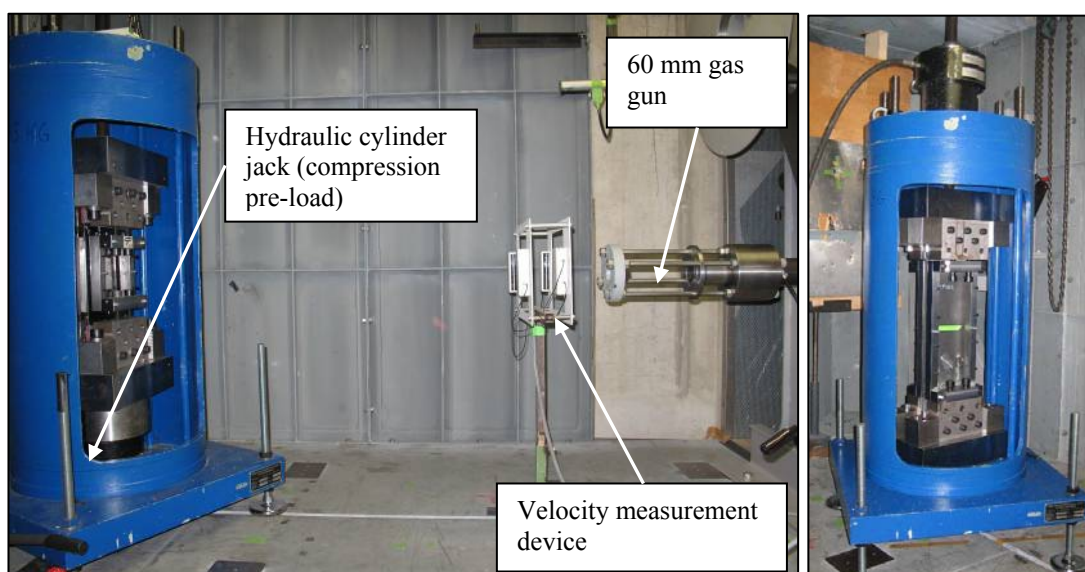 60 mm gas
gun
Hydraulic cylinder
jack (compression
pre-load)
Velocity measurement
device